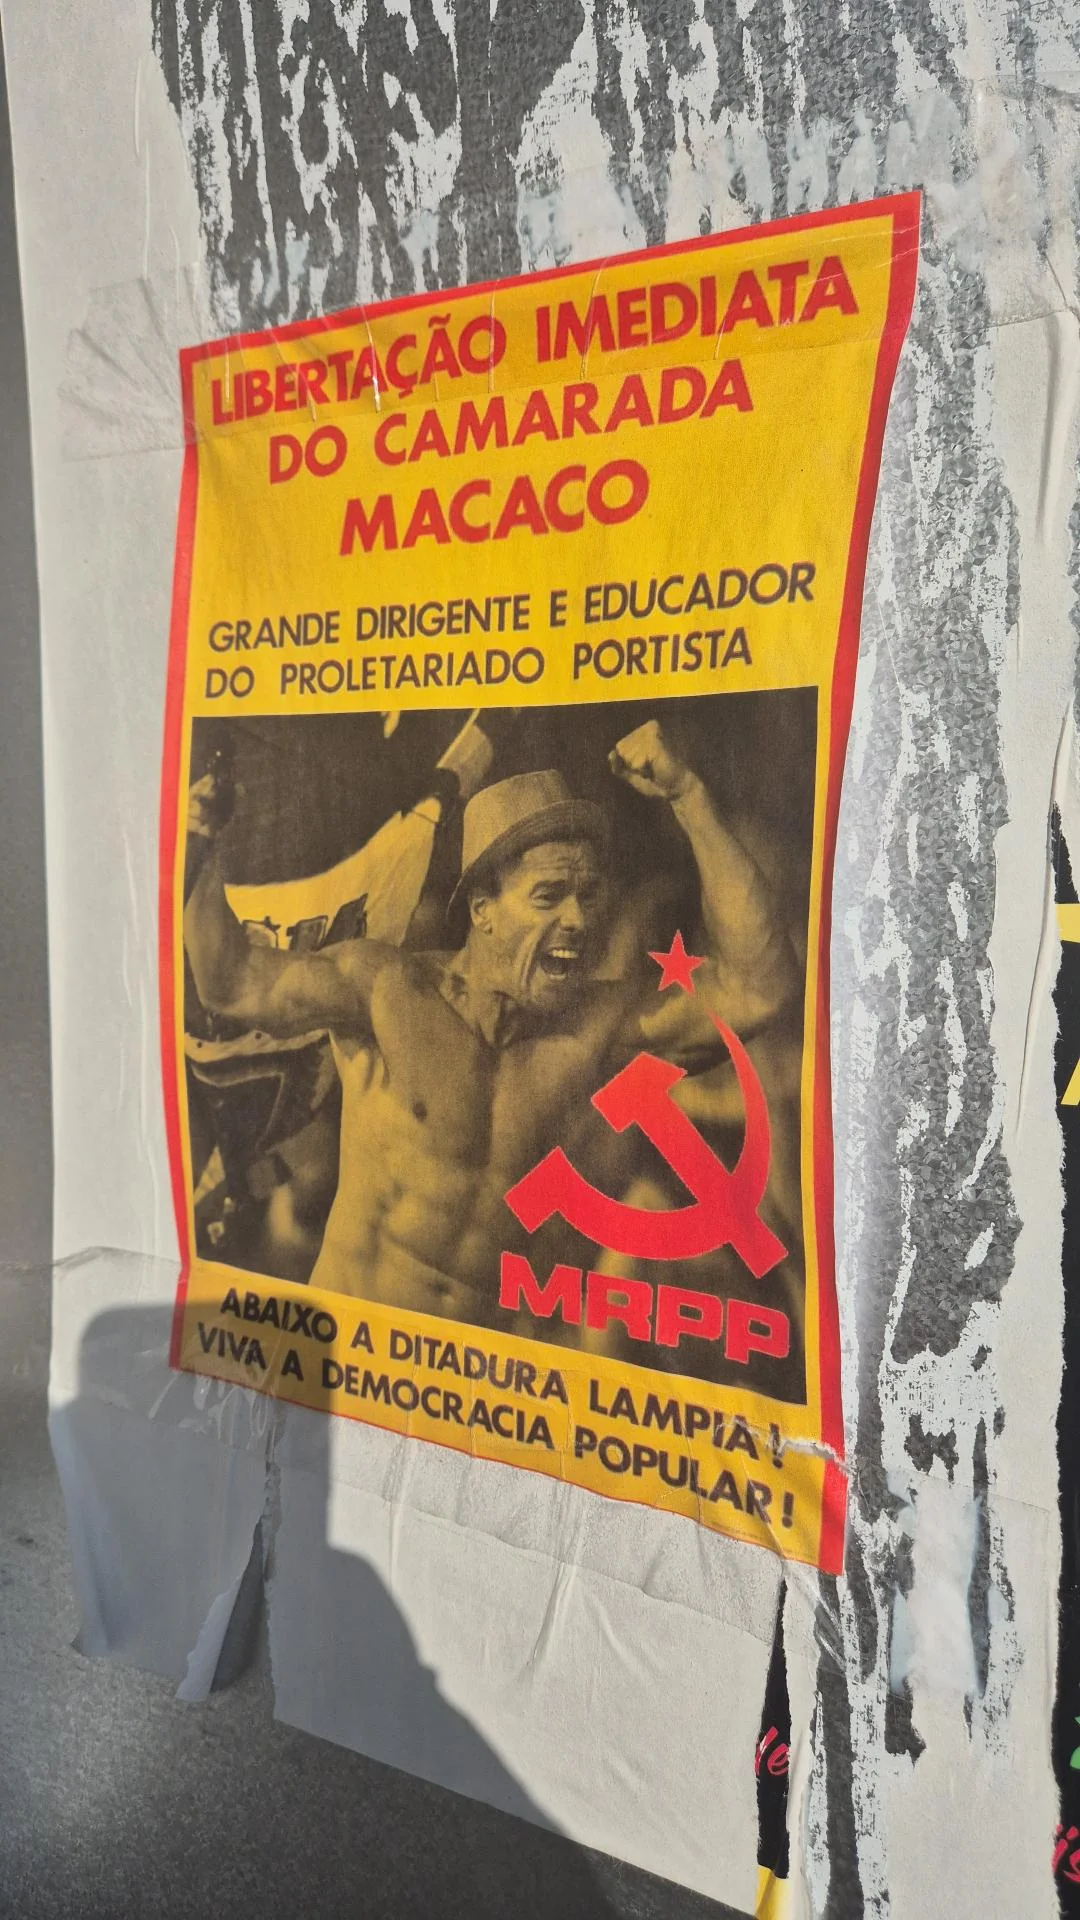 LIBERTAÇÃO IMEDIATA
DO CAMARADA
MACACO
GRANDE DIRIGENTE E EDUCADOR
DO PROLETARIADO PORTISTA
MRPP
ABAIXO A DITADURA LAMPIA!
VIVA A DEMOCRACIA POPULAR!